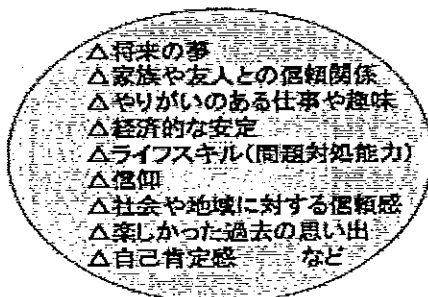 △将来の夢
△家族や友人との信頼関係
△やりがいのある仕事や趣味
△経済的な安定
△ライフスキル(問題対処能力)
△信仰
△社会や地域に対する信頼感
△楽しかった過去の思い出
△自己肯定感　　　など